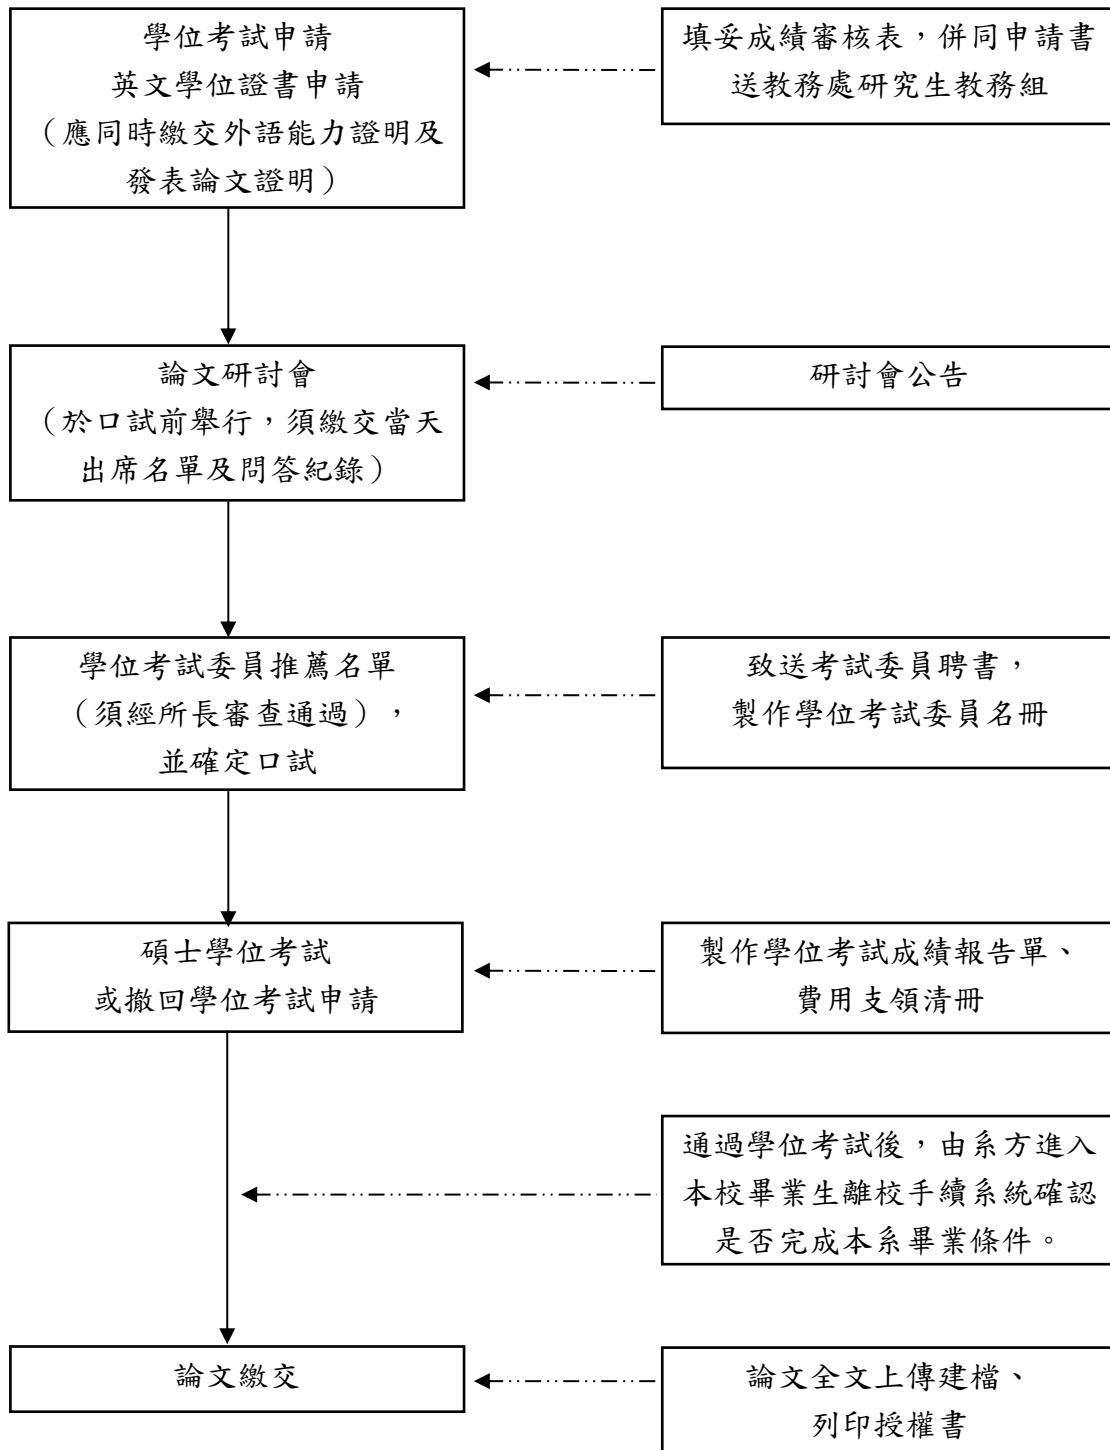 學位考試申請
英文學位證書申請
（應同時繳交外語能力證明及
發表論文證明）
填妥成績審核表，併同申請書
送教務處研究生教務組
論文研討會
（於口試前舉行，須繳交當天
出席名單及問答紀錄）
研討會公告
學位考試委員推薦名單
（須經所長審查通過），
並確定口試
致送考試委員聘書，
製作學位考試委員名冊
碩士學位考試
或撤回學位考試申請
製作學位考試成績報告單、
費用支領清冊
通過學位考試後，由系方進入
本校畢業生離校手續系統確認
是否完成本系畢業條件。
論文繳交
論文全文上傳建檔、
列印授權書